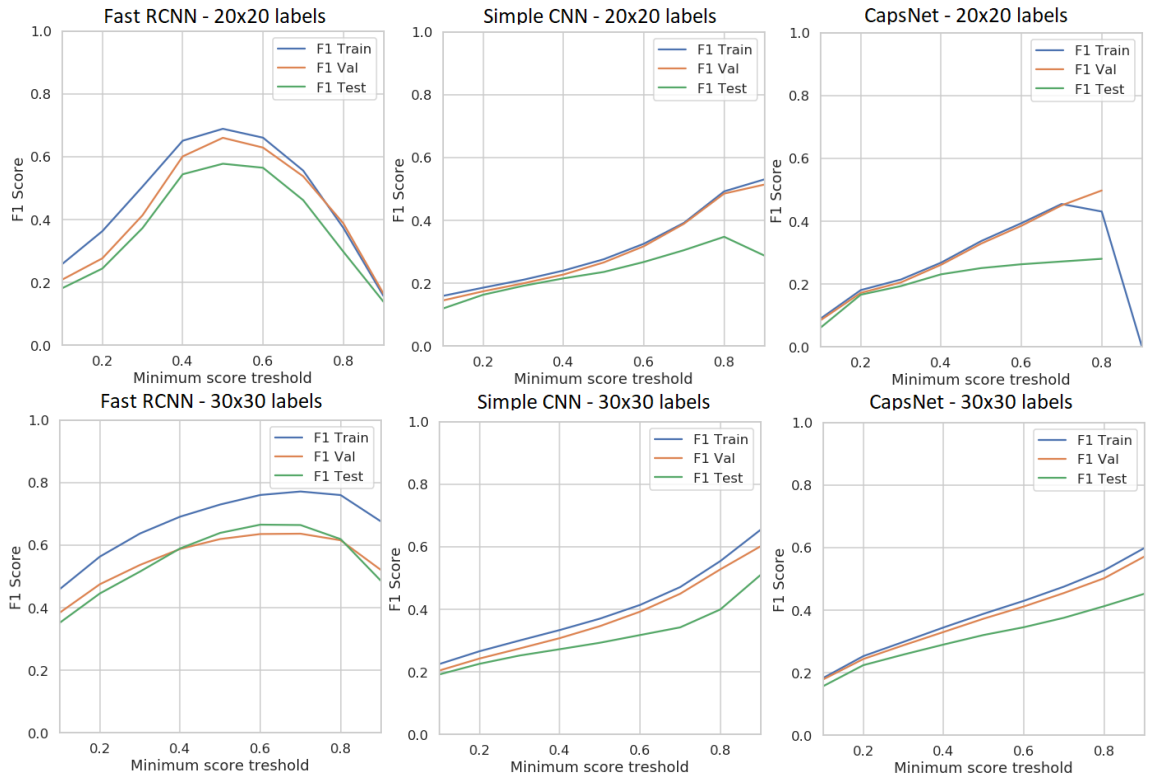 Fast RCNN - 20x20 labels
1.0
0.8
0.6
0.4
0.2
0.0
F1 Score
F1 Train
F1 Val
F1 Test
0.2 0.4 0.6 0.8
Minimum score treshold
Simple CNN - 20x20 labels
1.0
0.8
0.6
0.4
0.2
0.0
F1 Score
F1 Train
F1 Val
F1 Test
0.2 0.4 0.6 0.8
Minimum score treshold
CapsNet - 20x20 labels
1.0
0.8
0.6
0.4
0.2
0.0
F1 Score
F1 Train
F1 Val
F1 Test
0.2 0.4 0.6 0.8
Minimum score treshold
Fast RCNN - 30x30 labels
1.0
0.8
0.6
0.4
0.2
0.0
F1 Score
F1 Train
F1 Val
F1 Test
0.2 0.4 0.6 0.8
Minimum score treshold
Simple CNN - 30x30 labels
1.0
0.8
0.6
0.4
0.2
0.0
F1 Score
F1 Train
F1 Val
F1 Test
0.2 0.4 0.6 0.8
Minimum score treshold
CapsNet - 30x30 labels
1.0
0.8
0.6
0.4
0.2
0.0
F1 Score
F1 Train
F1 Val
F1 Test
0.2 0.4 0.6 0.8
Minimum score treshold